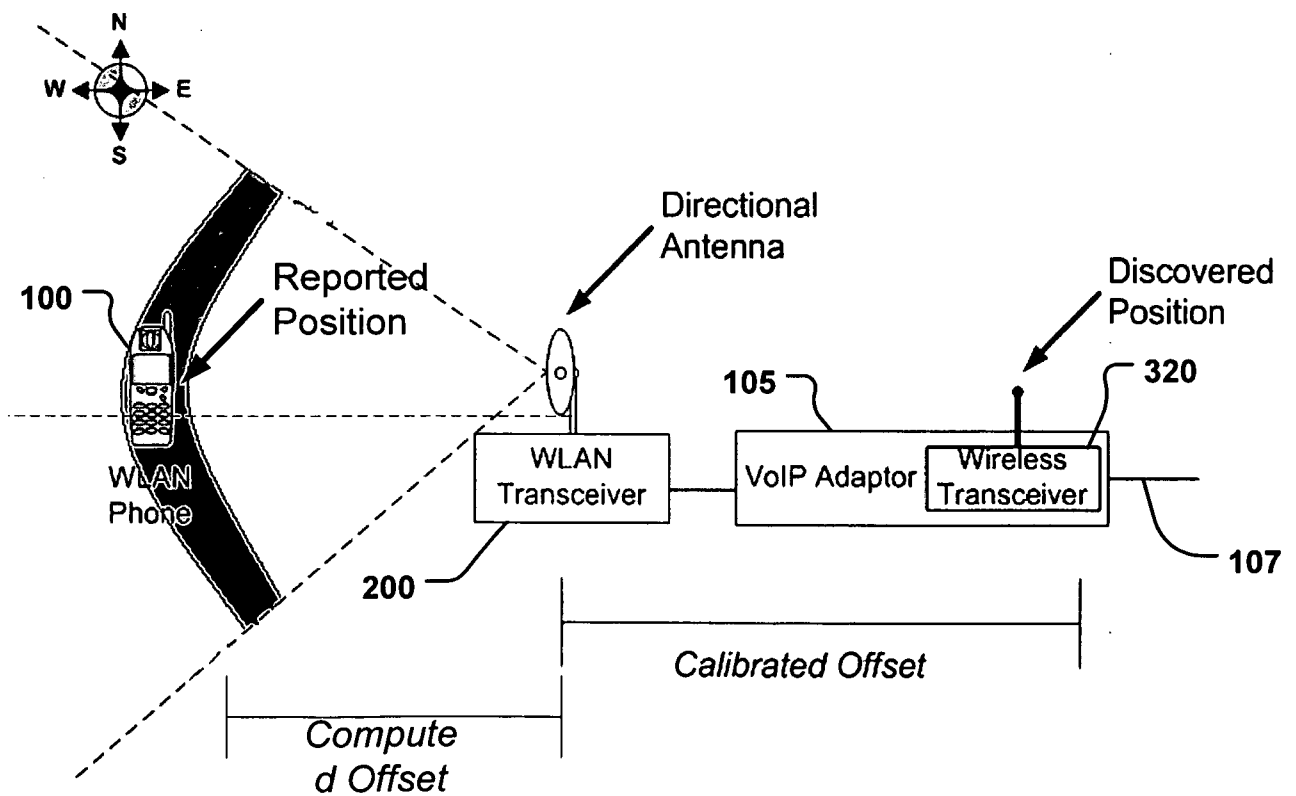 N
W E
S
Directional
Antenna
Reported
Position
Discovered
Position
100
105
320
WLAN
Phone
WLAN
Transceiver
VoIP Adaptor
Wireless
Transceiver
200
107
Calibrated Offset
Compute
d Offset